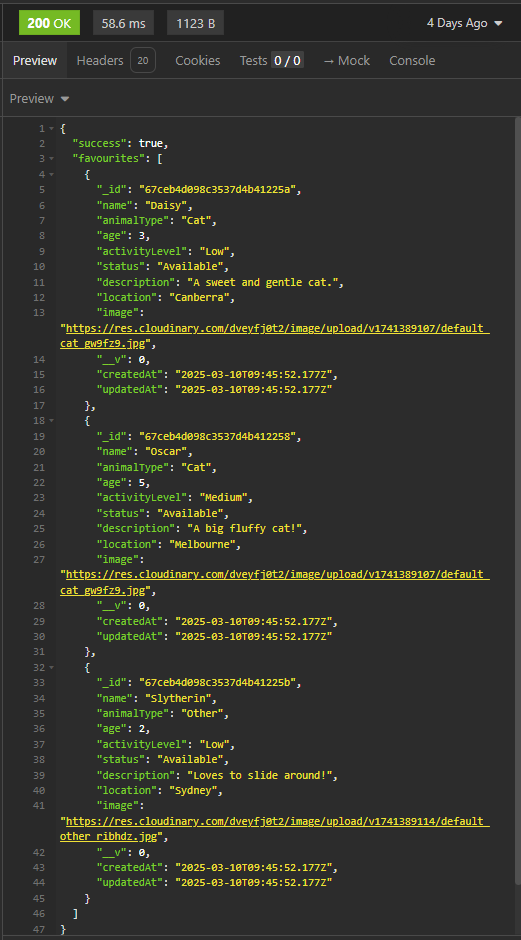 200 OK 58.6 ms 1123 B 4 Days Ago
Preview Headers 20 Cookies Tests 0 / 0 → Mock Console
Preview
1 {
2 "success": true,
3 "favourites": [
4 {
5 "_id": "67ceb4d098c3537d4b41225a",
6 "name": "Daisy",
7 "animalType": "Cat",
8 "age": 3,
9 "activityLevel": "Low",
10 "status": "Available",
11 "description": "A sweet and gentle cat.",
12 "location": "Canberra",
13 "image":
"https://res.cloudinary.com/dveyfj0t2/image/upload/v1741389107/default_
cat_gw9fz9.jpg",
14 "__v": 0,
15 "createdAt": "2025-03-10T09:45:52.177Z",
16 "updatedAt": "2025-03-10T09:45:52.177Z"
17 },
18 {
19 "_id": "67ceb4d098c3537d4b412258",
20 "name": "Oscar",
21 "animalType": "Cat",
22 "age": 5,
23 "activityLevel": "Medium",
24 "status": "Available",
25 "description": "A big fluffy cat!",
26 "location": "Melbourne",
27 "image":
"https://res.cloudinary.com/dveyfj0t2/image/upload/v1741389107/default_
cat_gw9fz9.jpg",
28 "__v": 0,
29 "createdAt": "2025-03-10T09:45:52.177Z",
30 "updatedAt": "2025-03-10T09:45:52.177Z"
31 },
32 {
33 "_id": "67ceb4d098c3537d4b41225b",
34 "name": "Slytherin",
35 "animalType": "Other",
36 "age": 2,
37 "activityLevel": "Low",
38 "status": "Available",
39 "description": "Loves to slide around!",
40 "location": "Sydney",
41 "image":
"https://res.cloudinary.com/dveyfj0t2/image/upload/v1741389114/default_
other_ribhdz.jpg",
42 "__v": 0,
43 "createdAt": "2025-03-10T09:45:52.177Z",
44 "updatedAt": "2025-03-10T09:45:52.177Z"
45 }
46 ]
47 }